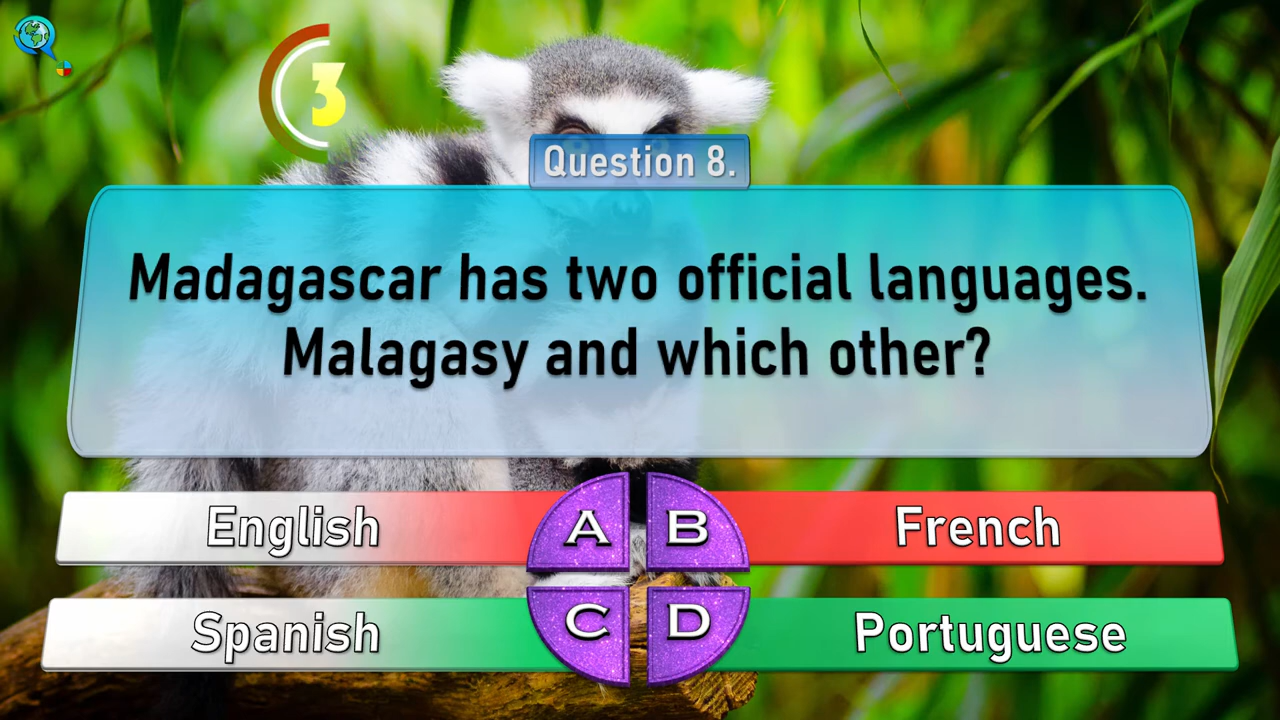 3
Question 8.
Madagascar has two official languages.
Malagasy and which other?
English
A
B
French
Spanish
C
D
Portuguese